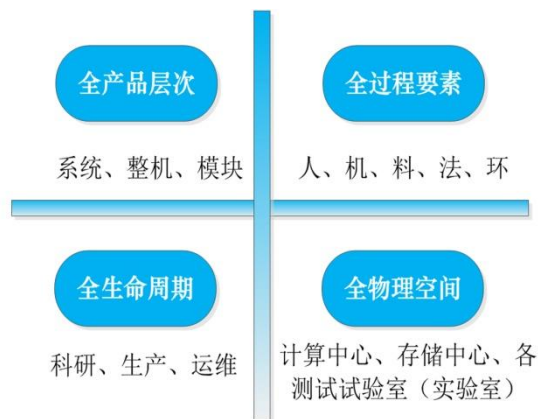 全产品层次
系统、整机、模块
全过程要素
人、机、料、法、环
全生命周期
科研、生产、运维
全物理空间
计算中心、存储中心、各
测试试验室（实验室）